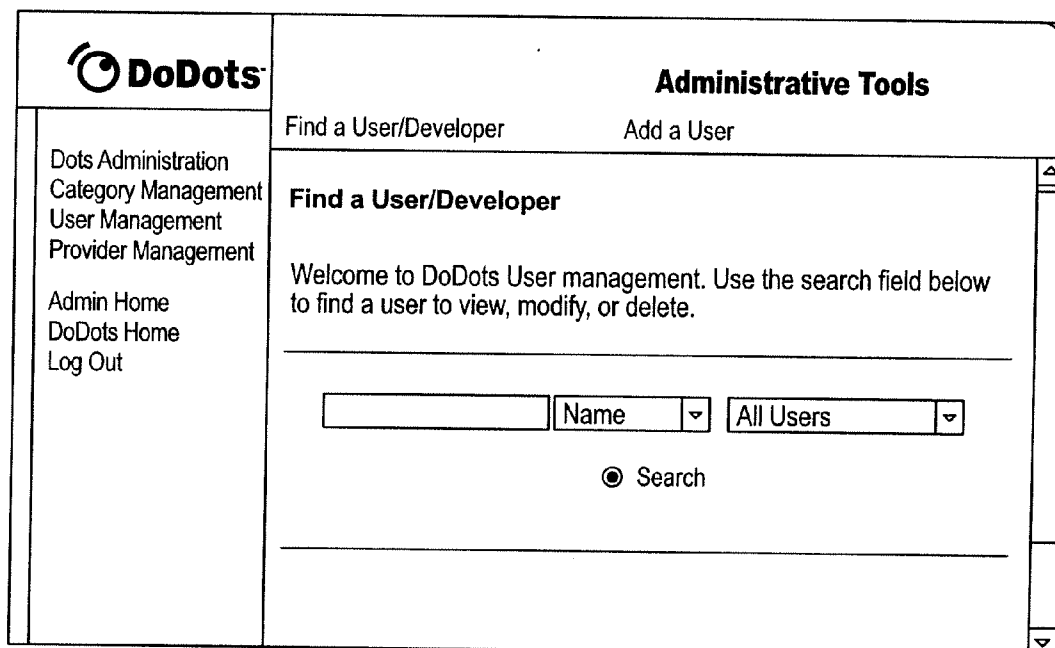 DoDots
Administrative Tools
Find a User/Developer Add a User
Dots Administration
Category Management
User Management
Provider Management
Admin Home
DoDots Home
Log Out
Find a User/Developer
Welcome to DoDots User management. Use the search field below
to find a user to view, modify, or delete.
Name All Users
Search